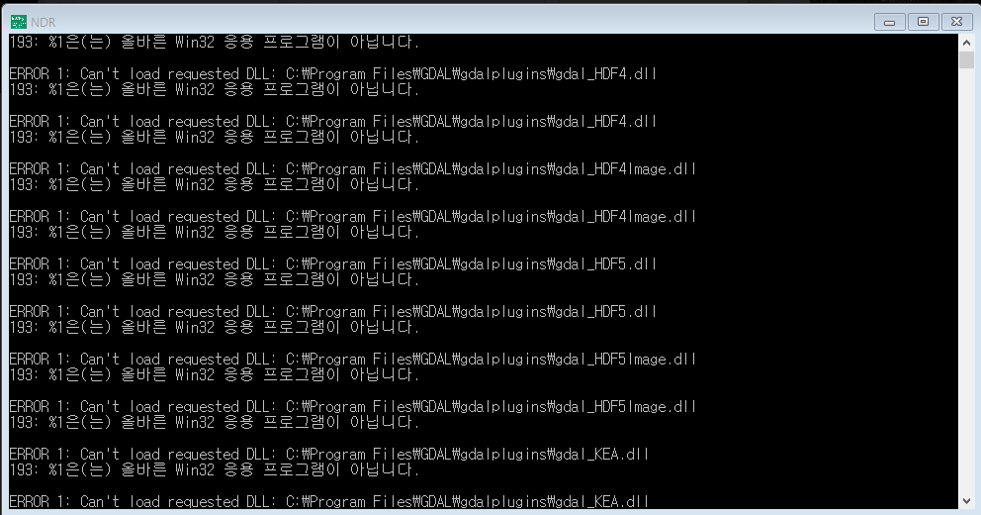 NDR
193: %1은(는) 올바른 Win32 응용 프로그램이 아닙니다.
ERROR 1: Can't load requested DLL: C:₩Program Files₩GDAL₩gdalplugins₩gdal_HDF4.dll
193: %1은(는) 올바른 Win32 응용 프로그램이 아닙니다.
ERROR 1: Can't load requested DLL: C:₩Program Files₩GDAL₩gdalplugins₩gdal_HDF4.dll
193: %1은(는) 올바른 Win32 응용 프로그램이 아닙니다.
ERROR 1: Can't load requested DLL: C:₩Program Files₩GDAL₩gdalplugins₩gdal_HDF4Image.dll
193: %1은(는) 올바른 Win32 응용 프로그램이 아닙니다.
ERROR 1: Can't load requested DLL: C:₩Program Files₩GDAL₩gdalplugins₩gdal_HDF4Image.dll
193: %1은(는) 올바른 Win32 응용 프로그램이 아닙니다.
ERROR 1: Can't load requested DLL: C:₩Program Files₩GDAL₩gdalplugins₩gdal_HDF5.dll
193: %1은(는) 올바른 Win32 응용 프로그램이 아닙니다.
ERROR 1: Can't load requested DLL: C:₩Program Files₩GDAL₩gdalplugins₩gdal_HDF5.dll
193: %1은(는) 올바른 Win32 응용 프로그램이 아닙니다.
ERROR 1: Can't load requested DLL: C:₩Program Files₩GDAL₩gdalplugins₩gdal_HDF5Image.dll
193: %1은(는) 올바른 Win32 응용 프로그램이 아닙니다.
ERROR 1: Can't load requested DLL: C:₩Program Files₩GDAL₩gdalplugins₩gdal_HDF5Image.dll
193: %1은(는) 올바른 Win32 응용 프로그램이 아닙니다.
ERROR 1: Can't load requested DLL: C:₩Program Files₩GDAL₩gdalplugins₩gdal_KEA.dll
193: %1은(는) 올바른 Win32 응용 프로그램이 아닙니다.
ERROR 1: Can't load requested DLL: C:₩Program Files₩GDAL₩gdalplugins₩gdal_KEA.dll